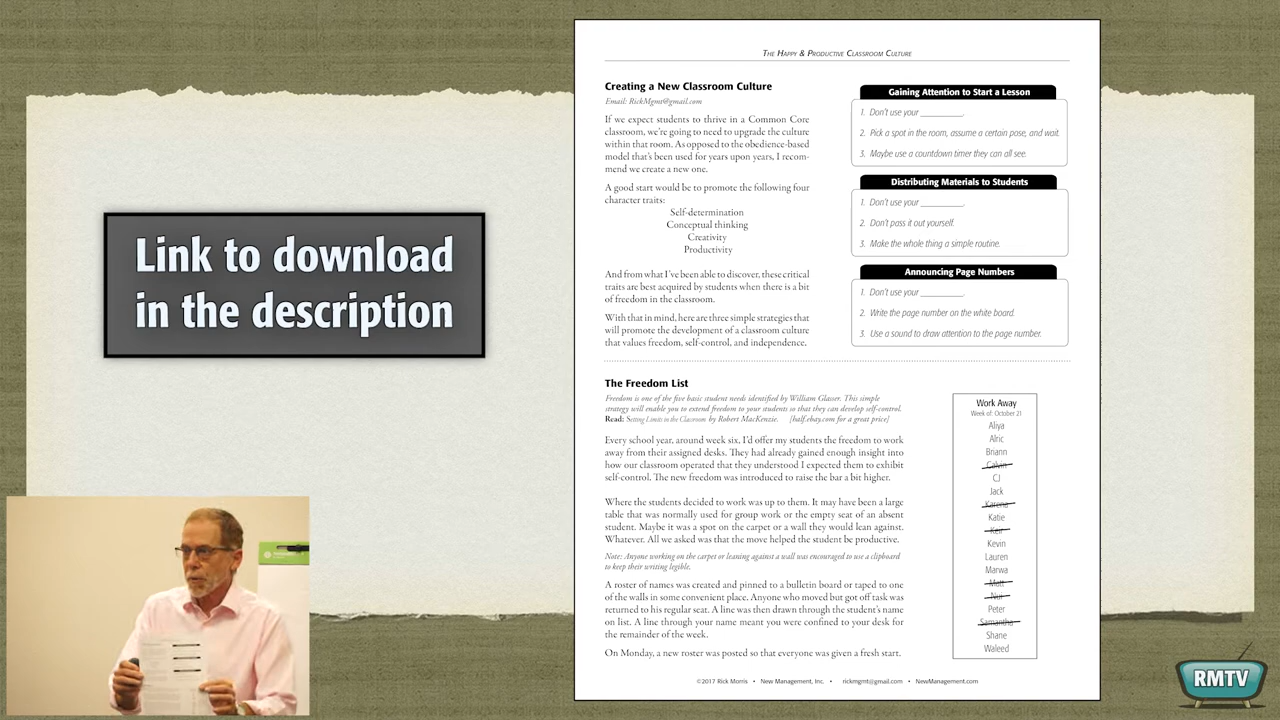 Link to download
in the description
THE HAPPY & PRODUCTIVE CLASSROOM CULTURE
Creating a New Classroom Culture
Email: RickMgmt@gmail.com
If we expect students to thrive in a Common Core
classroom, we're going to need to upgrade the culture
within that room. As opposed to the obedience-based
model that's been used for years upon years, I recom-
mend we create a new one.
A good start would be to promote the following four
character traits:
Self-determination
Conceptual thinking
Creativity
Productivity
And from what I've been able to discover, these critical
traits are best acquired by students when there is a bit
of freedom in the classroom.
With that in mind, here are three simple strategies that
will promote the development of a classroom culture
that values freedom, self-control, and independence.
Gaining Attention to Start a Lesson
1. Don't use your __________.
2. Pick a spot in the room, assume a certain pose, and wait.
3. Maybe use a countdown timer they can all see.
Distributing Materials to Students
1. Don't use your __________.
2. Don't pass it out yourself.
3. Make the whole thing a simple routine.
Announcing Page Numbers
1. Don't use your __________.
2. Write the page number on the white board.
3. Use a sound to draw attention to the page number.
The Freedom List
Freedom is one of the five basic student needs identified by William Glasser. This simple
strategy will enable you to extend freedom to your students so that they can develop self-control.
Read: Setting Limits in the Classroom by Robert MacKenzie. [half.ebay.com for a great price]
Every school year, around week six, I'd offer my students the freedom to work
away from their assigned desks. They had already gained enough insight into
how our classroom operated that they understood I expected them to exhibit
self-control. The new freedom was introduced to raise the bar a bit higher.
Where the students decided to work was up to them. It may have been a large
table that was normally used for group work or the empty seat of an absent
student. Maybe it was a spot on the carpet or a wall they would lean against.
Whatever. All we asked was that the move helped the student be productive.
Note: Anyone working on the carpet or leaning against a wall was encouraged to use a clipboard
to keep their writing legible.
A roster of names was created and pinned to a bulletin board or taped to one
of the walls in some convenient place. Anyone who moved but got off task was
returned to his regular seat. A line was then drawn through the student's name
on list. A line through your name meant you were confined to your desk for
the remainder of the week.
On Monday, a new roster was posted so that everyone was given a fresh start.
Work Away
Week of: October 21
Aliya
Alric
Briann
Calvin
CJ
Jack
Karena
Katie
Keir
Kevin
Lauren
Marwa
Matt
Nui
Peter
Samantha
Shane
Waleed
©2017 Rick Morris • New Management, Inc. • rickmgmt@gmail.com • NewManagement.com
RMTV